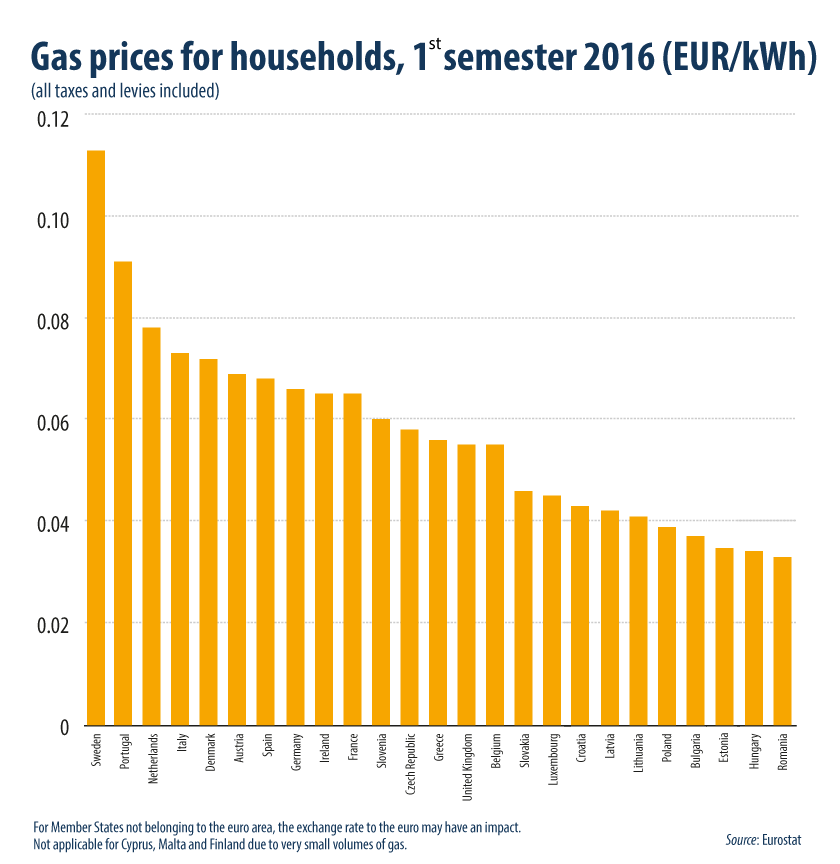 Gas prices for households, 1st semester 2016 (EUR/kWh)
(all taxes and levies included)
0.12
0.10
0.08
0.06
0.04
0.02
0
Sweden
Portugal
Netherlands
Italy
Denmark
Austria
Spain
Germany
Ireland
France
Slovenia
Czech Republic
Greece
United Kingdom
Belgium
Slovakia
Luxembourg
Croatia
Latvia
Lithuania
Poland
Bulgaria
Estonia
Hungary
Romania
For Member States not belonging to the euro area, the exchange rate to the euro may have an impact.
Not applicable for Cyprus, Malta and Finland due to very small volumes of gas.
Source: Eurostat